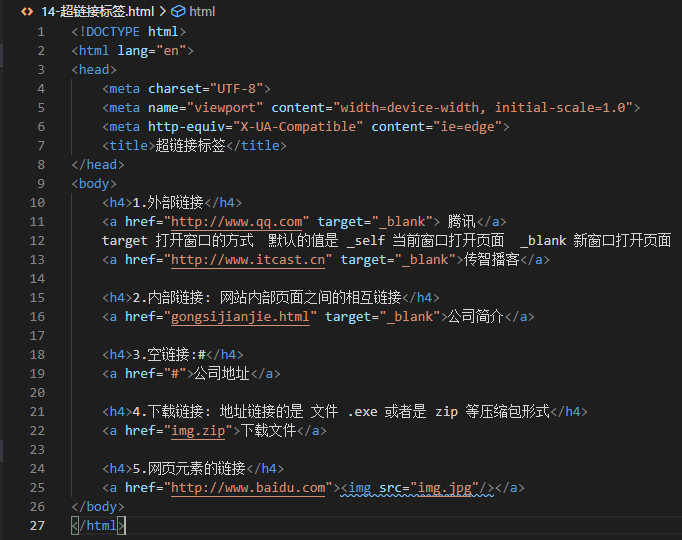 14-超链接标签.html > html
1 <!DOCTYPE html>
2 <html lang="en">
3 <head>
4     <meta charset="UTF-8">
5     <meta name="viewport" content="width=device-width, initial-scale=1.0">
6     <meta http-equiv="X-UA-Compatible" content="ie=edge">
7     <title>超链接标签</title>
8 </head>
9 <body>
10     <h4>1.外部链接</h4>
11     <a href="http://www.qq.com" target="_blank"> 腾讯</a>
12     target 打开窗口的方式  默认的值是 _self 当前窗口打开页面  _blank 新窗口打开页面
13     <a href="http://www.itcast.cn" target="_blank">传智播客</a>
14
15     <h4>2.内部链接: 网站内部页面之间的相互链接</h4>
16     <a href="gongsijianjie.html" target="_blank">公司简介</a>
17
18     <h4>3.空链接:#</h4>
19     <a href="#">公司地址</a>
20
21     <h4>4.下载链接: 地址链接的是 文件 .exe 或者是 zip 等压缩包形式</h4>
22     <a href="img.zip">下载文件</a>
23
24     <h4>5.网页元素的链接</h4>
25     <a href="http://www.baidu.com"><img src="img.jpg"/></a>
26 </body>
27 </html>